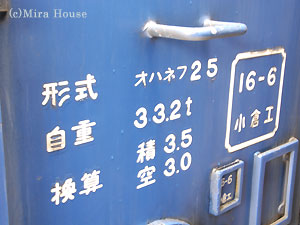 (c)Mira House
形式 オハネフ25
自重 33.2t
換算 積3.5
空3.0
16-6
小倉工